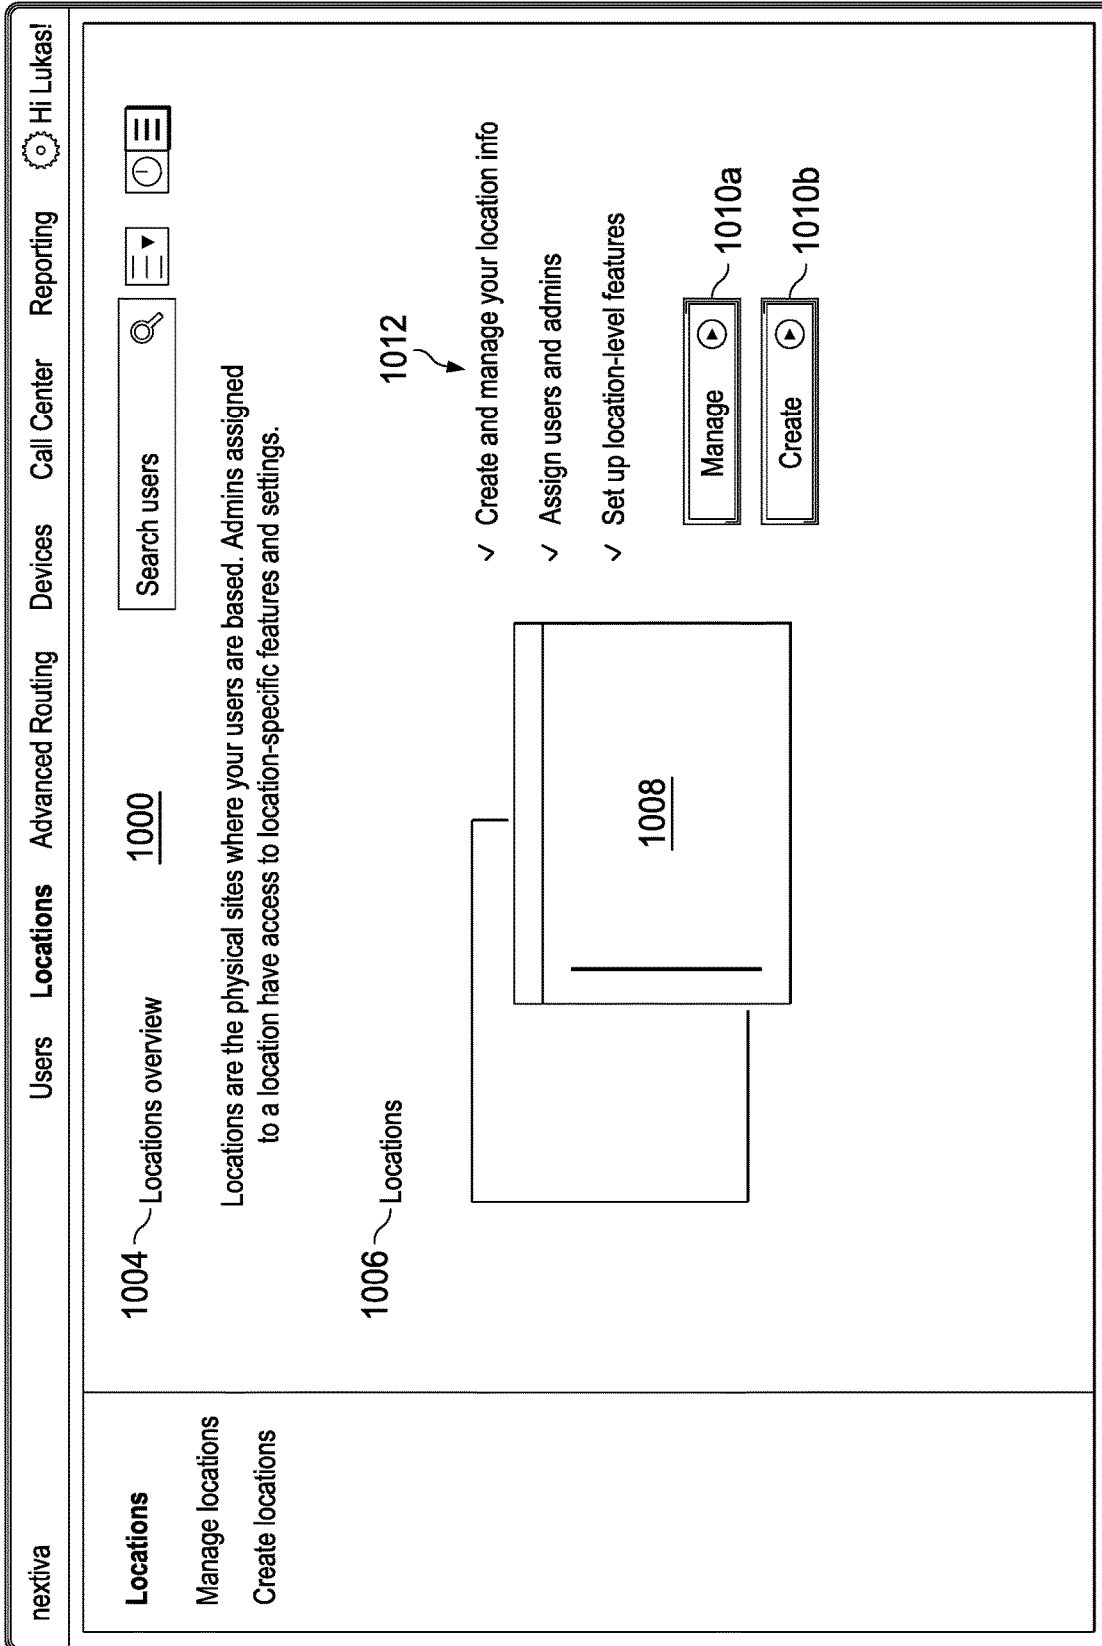 nextiva Users Locations Advanced Routing Devices Call Center Reporting Hi Lukas!
Locations
Manage locations
Create locations
1004 Locations overview 1000 Search users
Locations are the physical sites where your users are based. Admins assigned
to a location have access to location-specific features and settings.
1006 Locations
1008
1012
✓ Create and manage your location info
✓ Assign users and admins
✓ Set up location-level features
Manage 1010a
Create 1010b